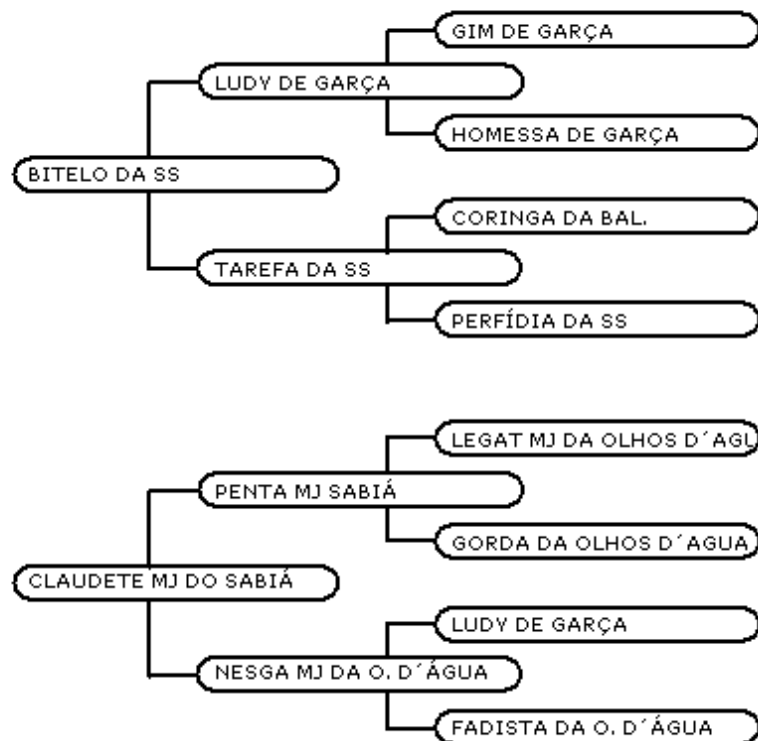 GIM DE GARÇA
LUDY DE GARÇA
HOMESSA DE GARÇA
BITELO DA SS
CORINGA DA BAL.
TAREFA DA SS
PERFÍDIA DA SS
LEGAT MJ DA OLHOS D´AGU
PENTA MJ SABIÁ
GORDA DA OLHOS D´AGUA
CLAUDETE MJ DO SABIÁ
LUDY DE GARÇA
NESGA MJ DA O. D´ÁGUA
FADISTA DA O. D´ÁGUA